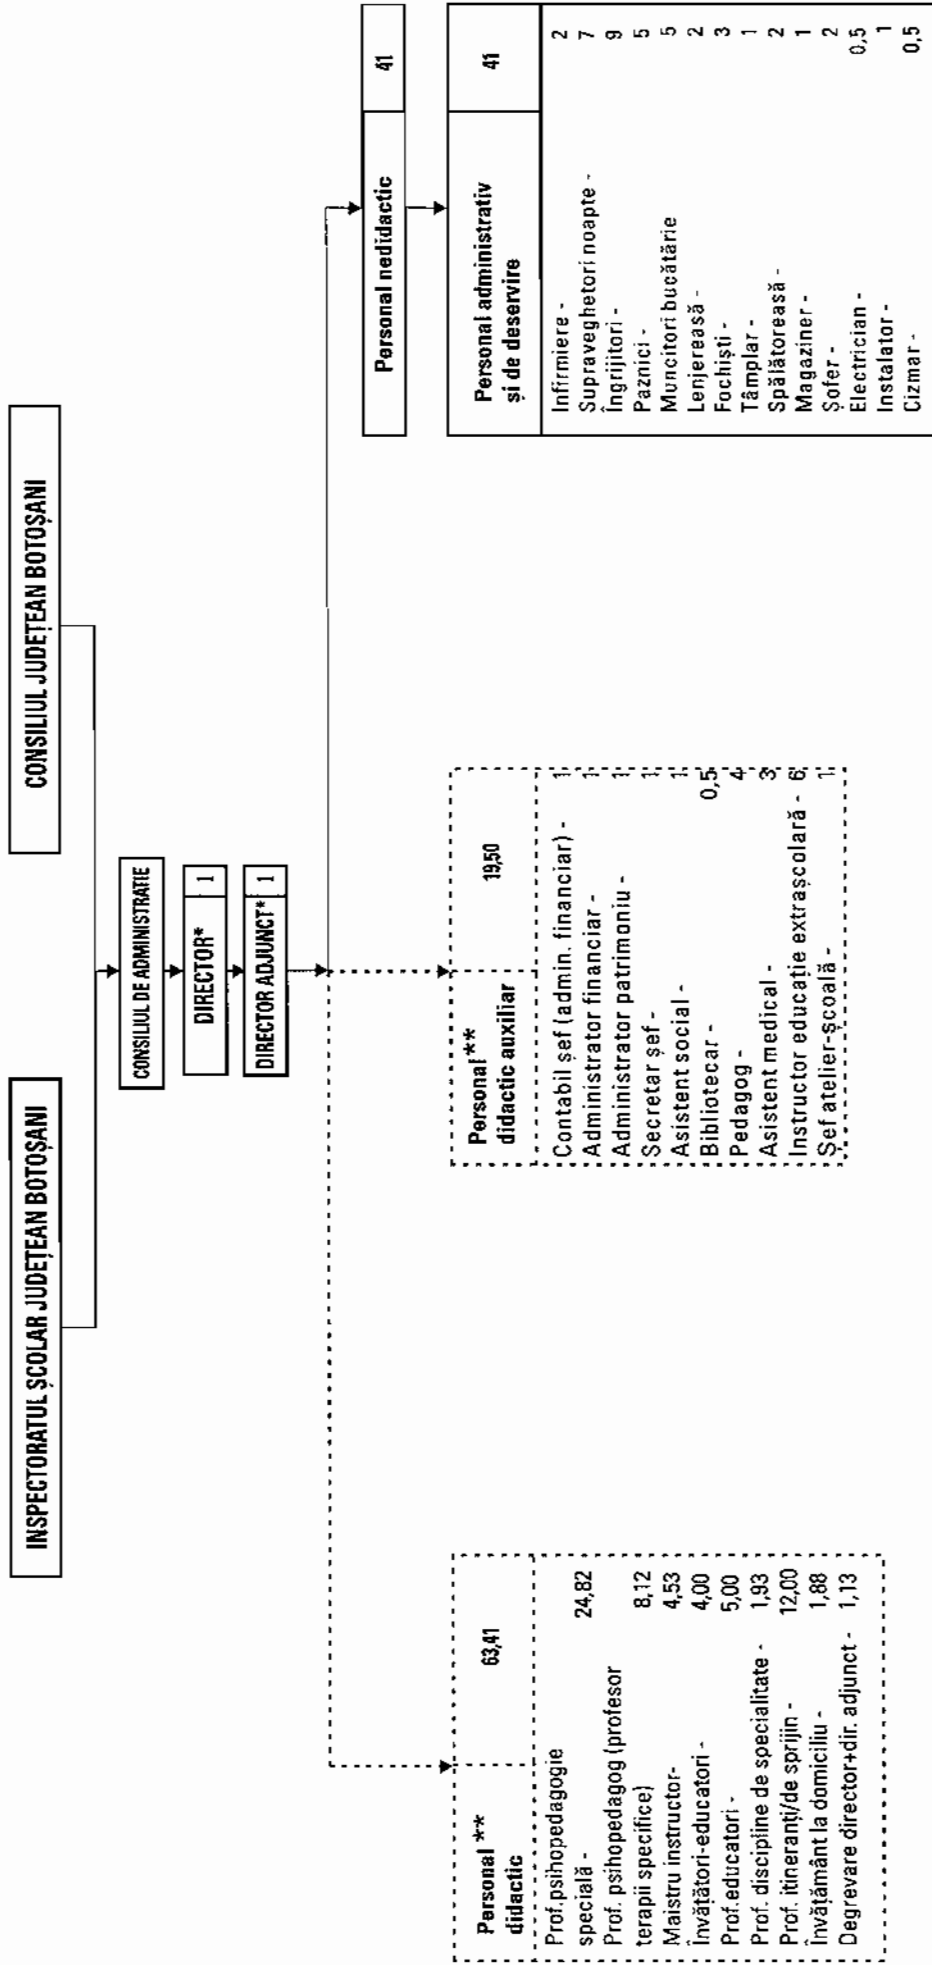 INSPECTORATUL ȘCOLAR JUDEȚEAN BOTOȘANI
CONSILIUL JUDEȚEAN BOTOȘANI
CONSILIUL DE ADMINISTRATIE
DIRECTOR* 1
DIRECTOR ADJUNCT* 1
Personal **
didactic
63,41
Prof.psihopedagogie
specială - 24,82
Prof. psihopedagog (profesor
terapii specifice) 8,12
Maistru instructor- 4,53
Învățători-educatori - 4,00
Prof.educatori - 5,00
Prof. discipline de specialitate - 1,93
Prof. itineranți/de sprijin - 12,00
Învățământ la domiciliu - 1,88
Degrevare director+dir. adjunct - 1,13
Personal **
didactic auxiliar
19,50
Contabil șef (admin. financiar) - 1
Administrator financiar - 1
Administrator patrimoniu - 1
Secretar șef - 1
Asistent social - 1
Bibliotecar - 0,5
Pedagog - 4
Asistent medical - 3
Instructor educație extrașcolară - 6
Șef atelier-școală - 1
Personal nedidactic 41
Personal administrativ
și de deservire
41
Infirmiere - 2
Supraveghetori noapte - 7
Îngrijitori - 9
Paznici - 5
Muncitori bucătărie 5
Lenjereasă - 2
Fochiști - 3
Tâmplar - 1
Spălătoreasă - 2
Magaziner - 1
Șofer - 2
Electrician - 0,5
Instalator - 1
Cizmar - 0,5